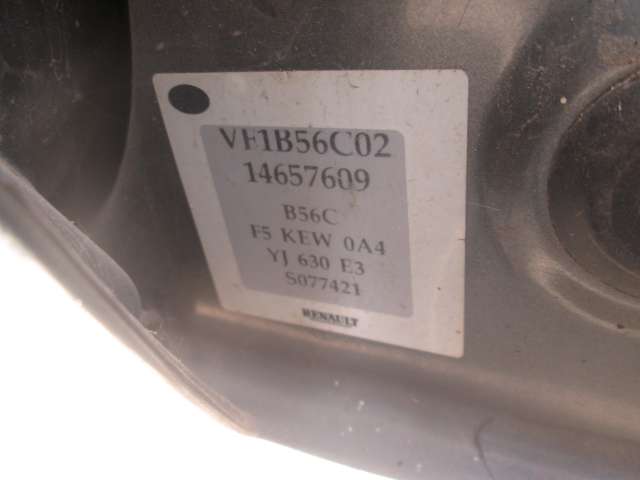 VF1B56C02
14657609
B56C
F5 KEW 0A4
YJ 630 E3
S077421
RENAULT